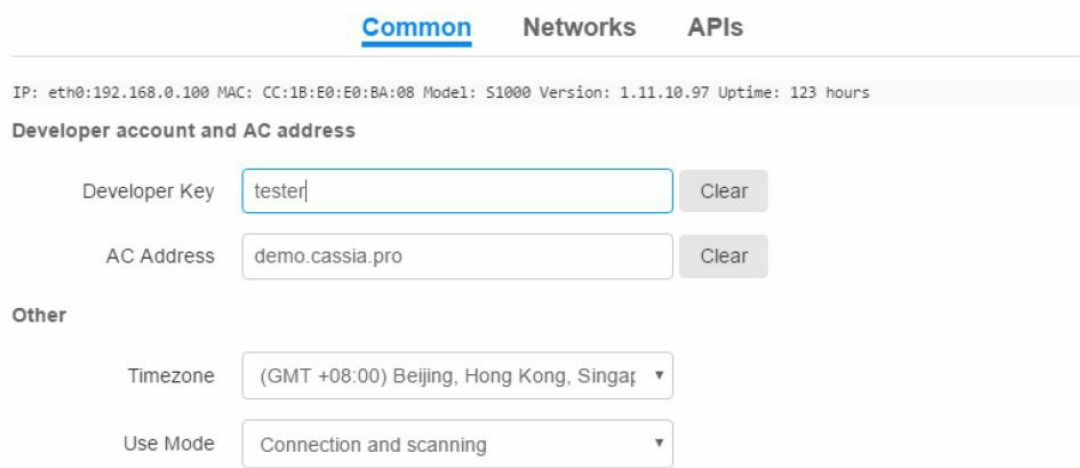 Common Networks APIs
IP: eth0:192.168.0.100 MAC: CC:1B:E0:E0:BA:08 Model: S1000 Version: 1.11.10.97 Uptime: 123 hours
Developer account and AC address
Developer Key tester Clear
AC Address demo.cassia.pro Clear
Other
Timezone (GMT +08:00) Beijing, Hong Kong, Singap
Use Mode Connection and scanning